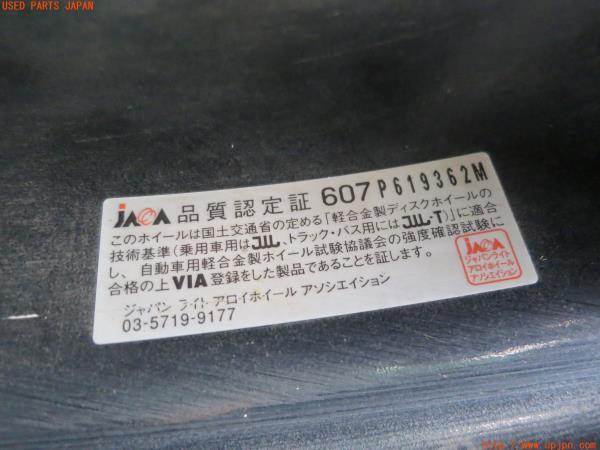 USED PARTS JAPAN
JAWA 品質認定証 607 P619362M
このホイールは国土交通省の定める「軽合金製ディスクホイールの
技術基準(乗用車用はJWL、トラック・バス用にはJWL-T)」に適合
し、自動車用軽合金製ホイール試験協議会の強度確認試験に
合格の上VIA登録をした製品であることを証します。
ジャパン ライト アロイホイール アソシエイション
03-5719-9177
JAWA
ジャパンライト
アロイホイール
アソシエイション
http://www.upjpn.com/